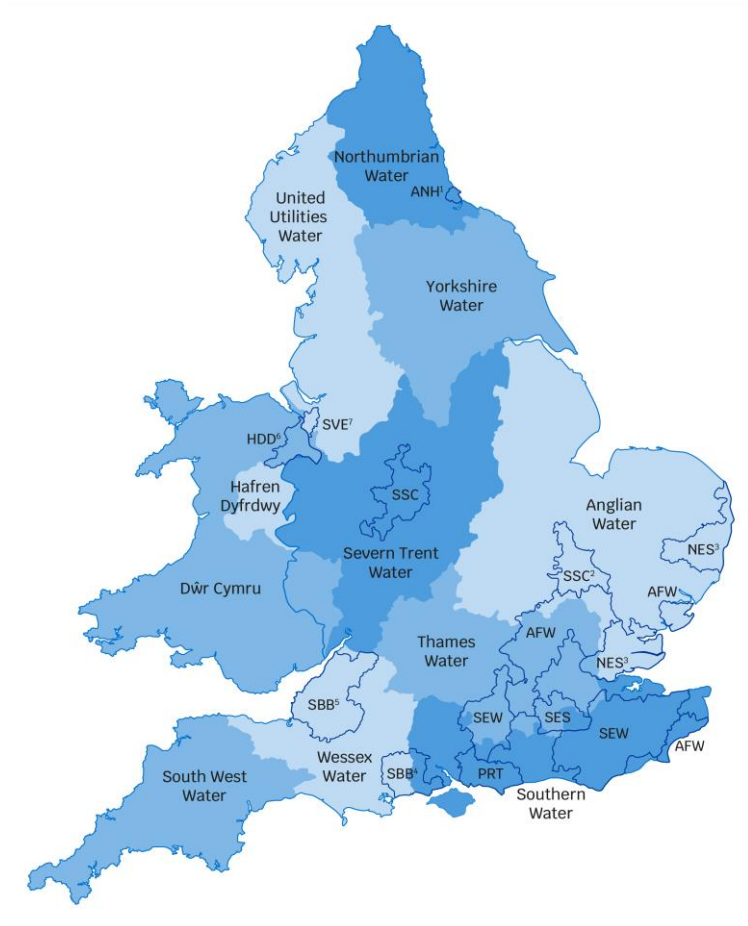 Northumbrian
Water
ANH¹
United
Utilities
Water
Yorkshire
Water
SVE⁷
HDD⁶
Hafren
Dyfrdwy
SSC
Anglian
Water
NES³
Severn Trent
Water
SSC²
AFW
Dŵr Cymru
Thames
Water
AFW
NES³
SBB⁵
SEW
SES
SEW
AFW
Wessex
Water
SBB⁴
PRT
South West
Water
Southern
Water